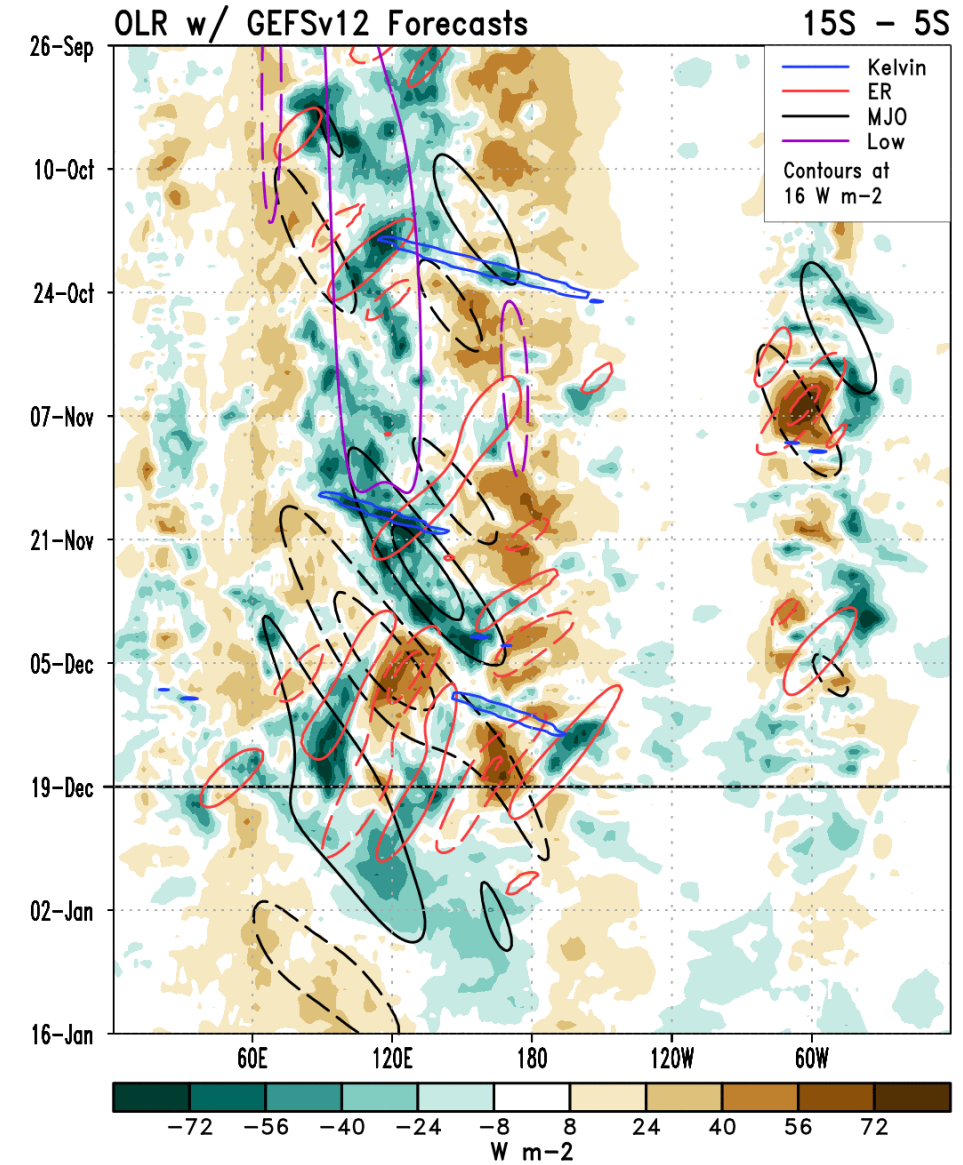 OLR w/ GEFSv12 Forecasts 15S - 5S
26-Sep
10-Oct
24-Oct
07-Nov
21-Nov
05-Dec
19-Dec
02-Jan
16-Jan
Kelvin
ER
MJO
Low
Contours at
16 W m-2
60E 120E 180 120W 60W
-72 -56 -40 -24 -8 8 24 40 56 72
W m-2